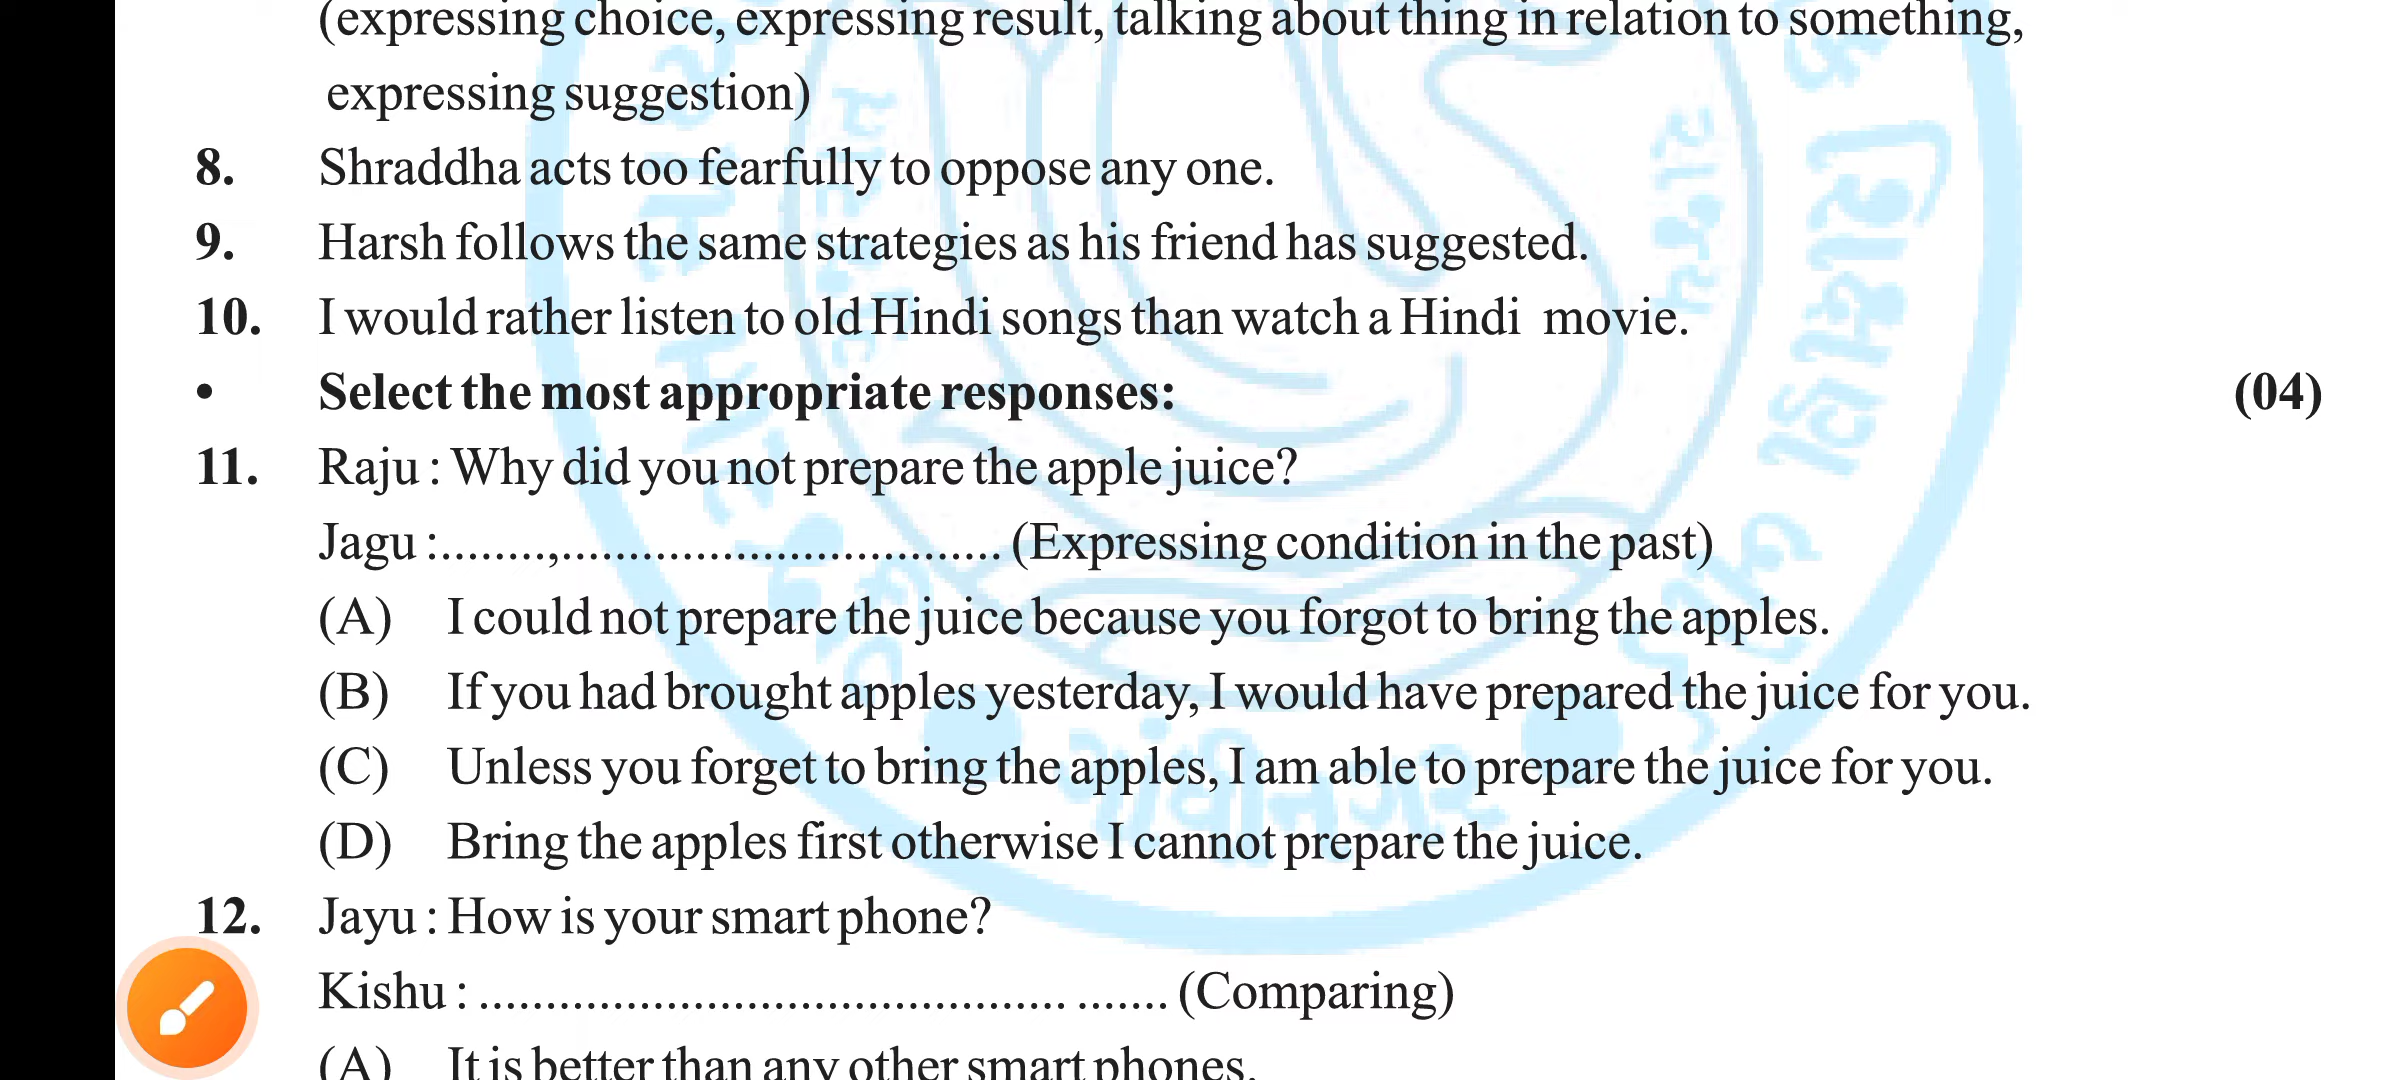 (expressing choice, expressing result, talking about thing in relation to something,
expressing suggestion)
8. Shraddha acts too fearfully to oppose any one.
9. Harsh follows the same strategies as his friend has suggested.
10. I would rather listen to old Hindi songs than watch a Hindi movie.
• Select the most appropriate responses: (04)
11. Raju : Why did you not prepare the apple juice?
Jagu :........,................................. (Expressing condition in the past)
(A) I could not prepare the juice because you forgot to bring the apples.
(B) If you had brought apples yesterday, I would have prepared the juice for you.
(C) Unless you forget to bring the apples, I am able to prepare the juice for you.
(D) Bring the apples first otherwise I cannot prepare the juice.
12. Jayu : How is your smart phone?
Kishu : ............................................ ....... (Comparing)
(A) It is better than any other smart phones.
ગાંધીનગર